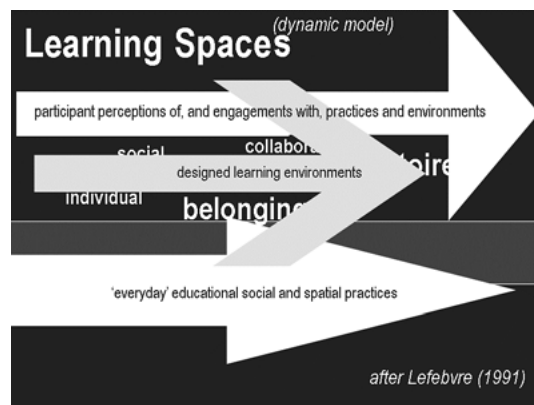 (dynamic model)
Learning Spaces
participant perceptions of, and engagements with, practices and environments
social
designed learning environments
individual
belonging
'everyday' educational social and spatial practices
after Lefebvre (1991)